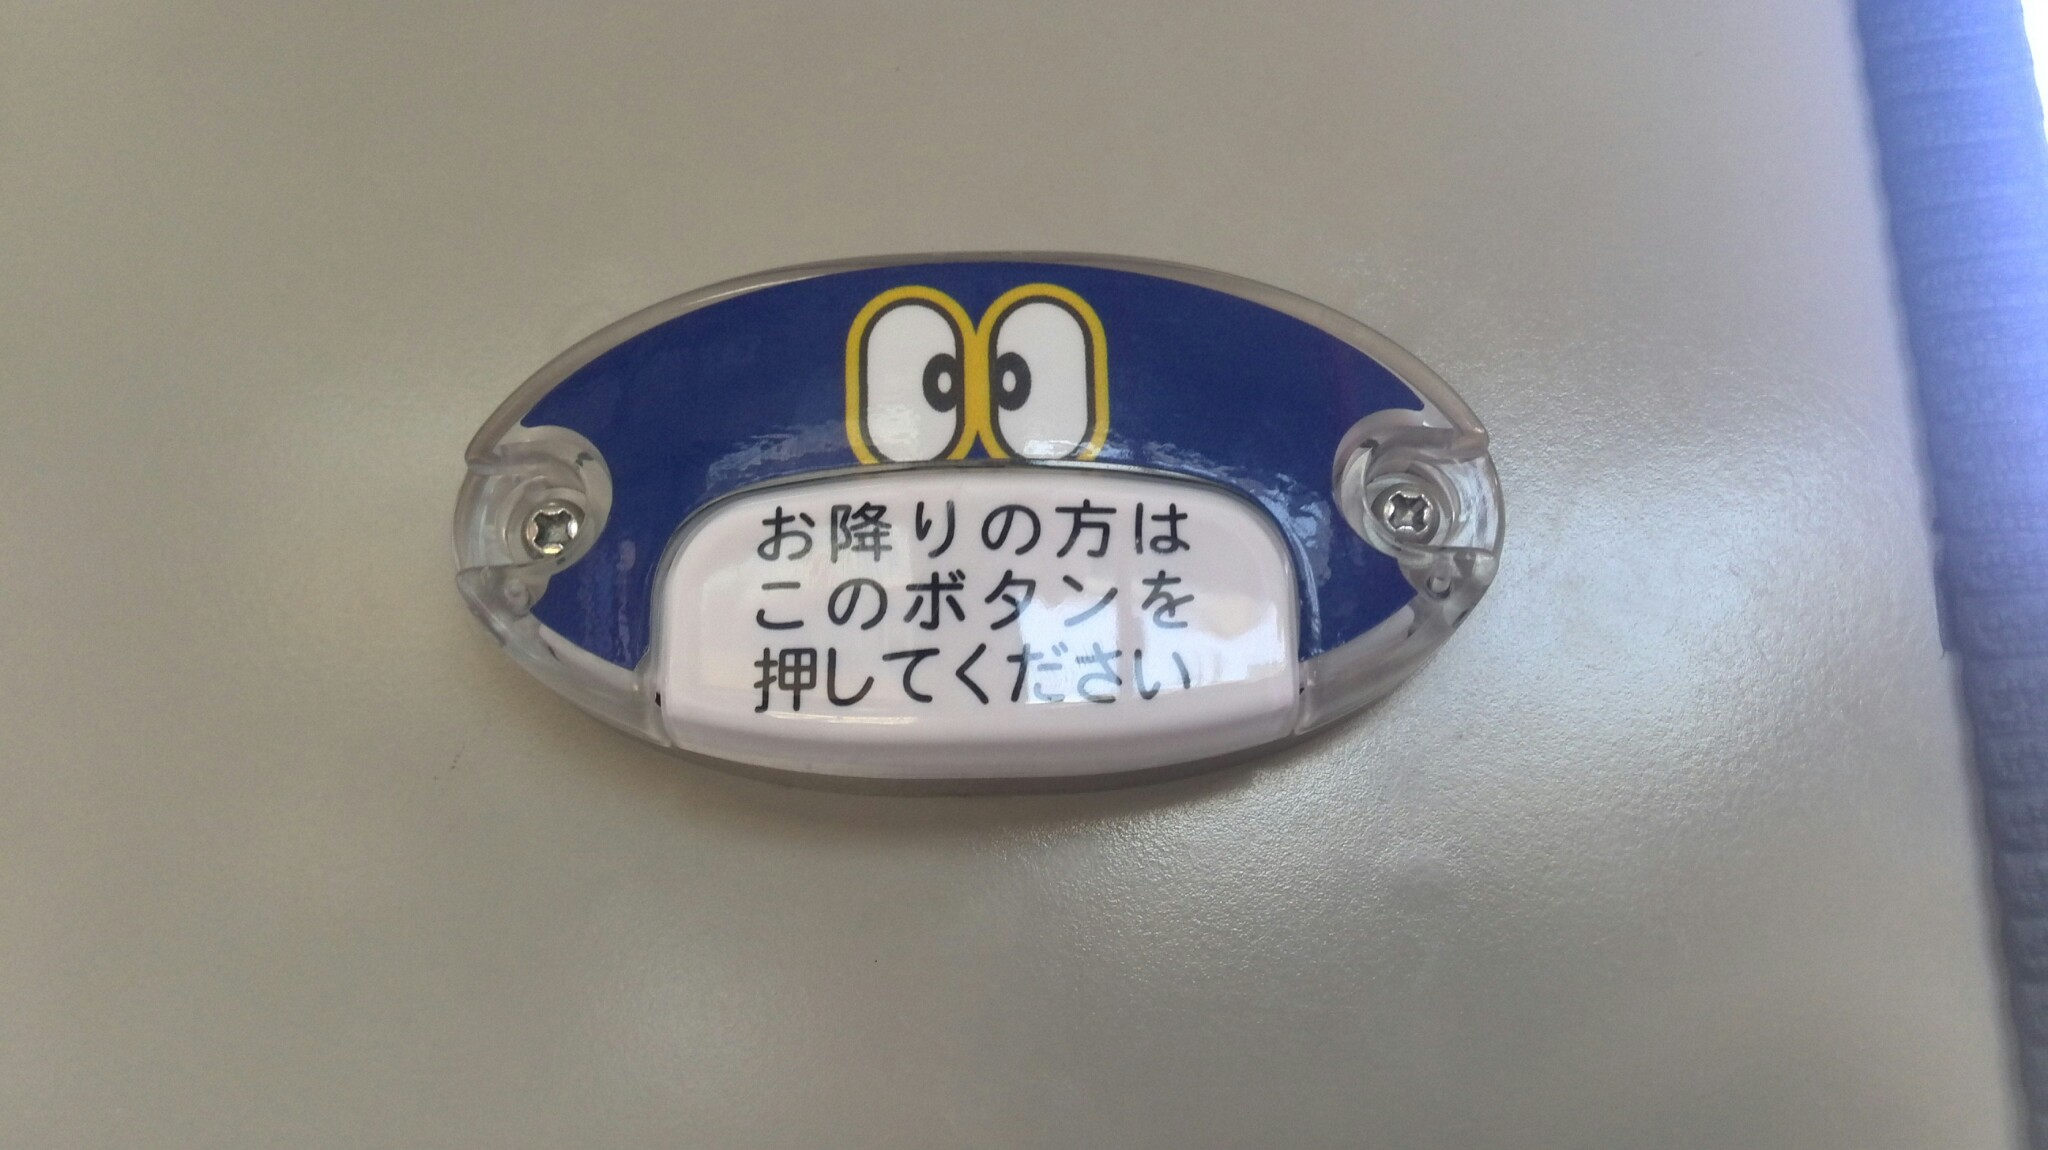 お降りの方は
このボタンを
押してください